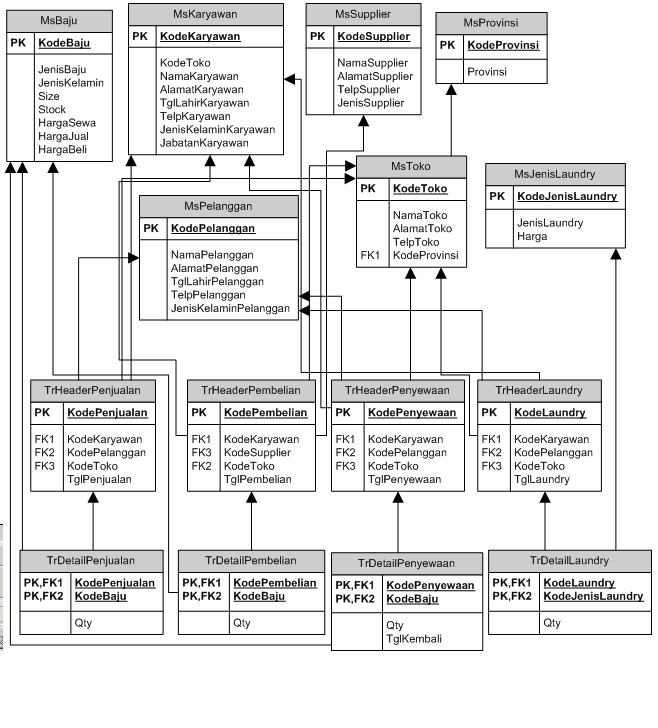 MsBaju
PK KodeBaju
JenisBaju
JenisKelamin
Size
Stock
HargaSewa
HargaJual
HargaBeli
MsKaryawan
PK KodeKaryawan
KodeToko
NamaKaryawan
AlamatKaryawan
TglLahirKaryawan
TelpKaryawan
JenisKelaminKaryawan
JabatanKaryawan
MsSupplier
PK KodeSupplier
NamaSupplier
AlamatSupplier
TelpSupplier
JenisSupplier
MsProvinsi
PK KodeProvinsi
Provinsi
MsToko
PK KodeToko
NamaToko
AlamatToko
TelpToko
FK1 KodeProvinsi
MsJenisLaundry
PK KodeJenisLaundry
JenisLaundry
Harga
MsPelanggan
PK KodePelanggan
NamaPelanggan
AlamatPelanggan
TglLahirPelanggan
TelpPelanggan
JenisKelaminPelanggan
TrHeaderPenjualan
PK KodePenjualan
FK1 KodeKaryawan
FK2 KodePelanggan
FK3 KodeToko
TglPenjualan
TrHeaderPembelian
PK KodePembelian
FK1 KodeKaryawan
FK3 KodeSupplier
FK2 KodeToko
TglPembelian
TrHeaderPenyewaan
PK KodePenyewaan
FK1 KodeKaryawan
FK2 KodePelanggan
FK3 KodeToko
TglPenyewaan
TrHeaderLaundry
PK KodeLaundry
FK1 KodeKaryawan
FK2 KodePelanggan
FK3 KodeToko
TglLaundry
TrDetailPenjualan
PK,FK1 KodePenjualan
PK,FK2 KodeBaju
Qty
TrDetailPembelian
PK,FK1 KodePembelian
PK,FK2 KodeBaju
Qty
TrDetailPenyewaan
PK,FK1 KodePenyewaan
PK,FK2 KodeBaju
Qty
TglKembali
TrDetailLaundry
PK,FK1 KodeLaundry
PK,FK2 KodeJenisLaundry
Qty